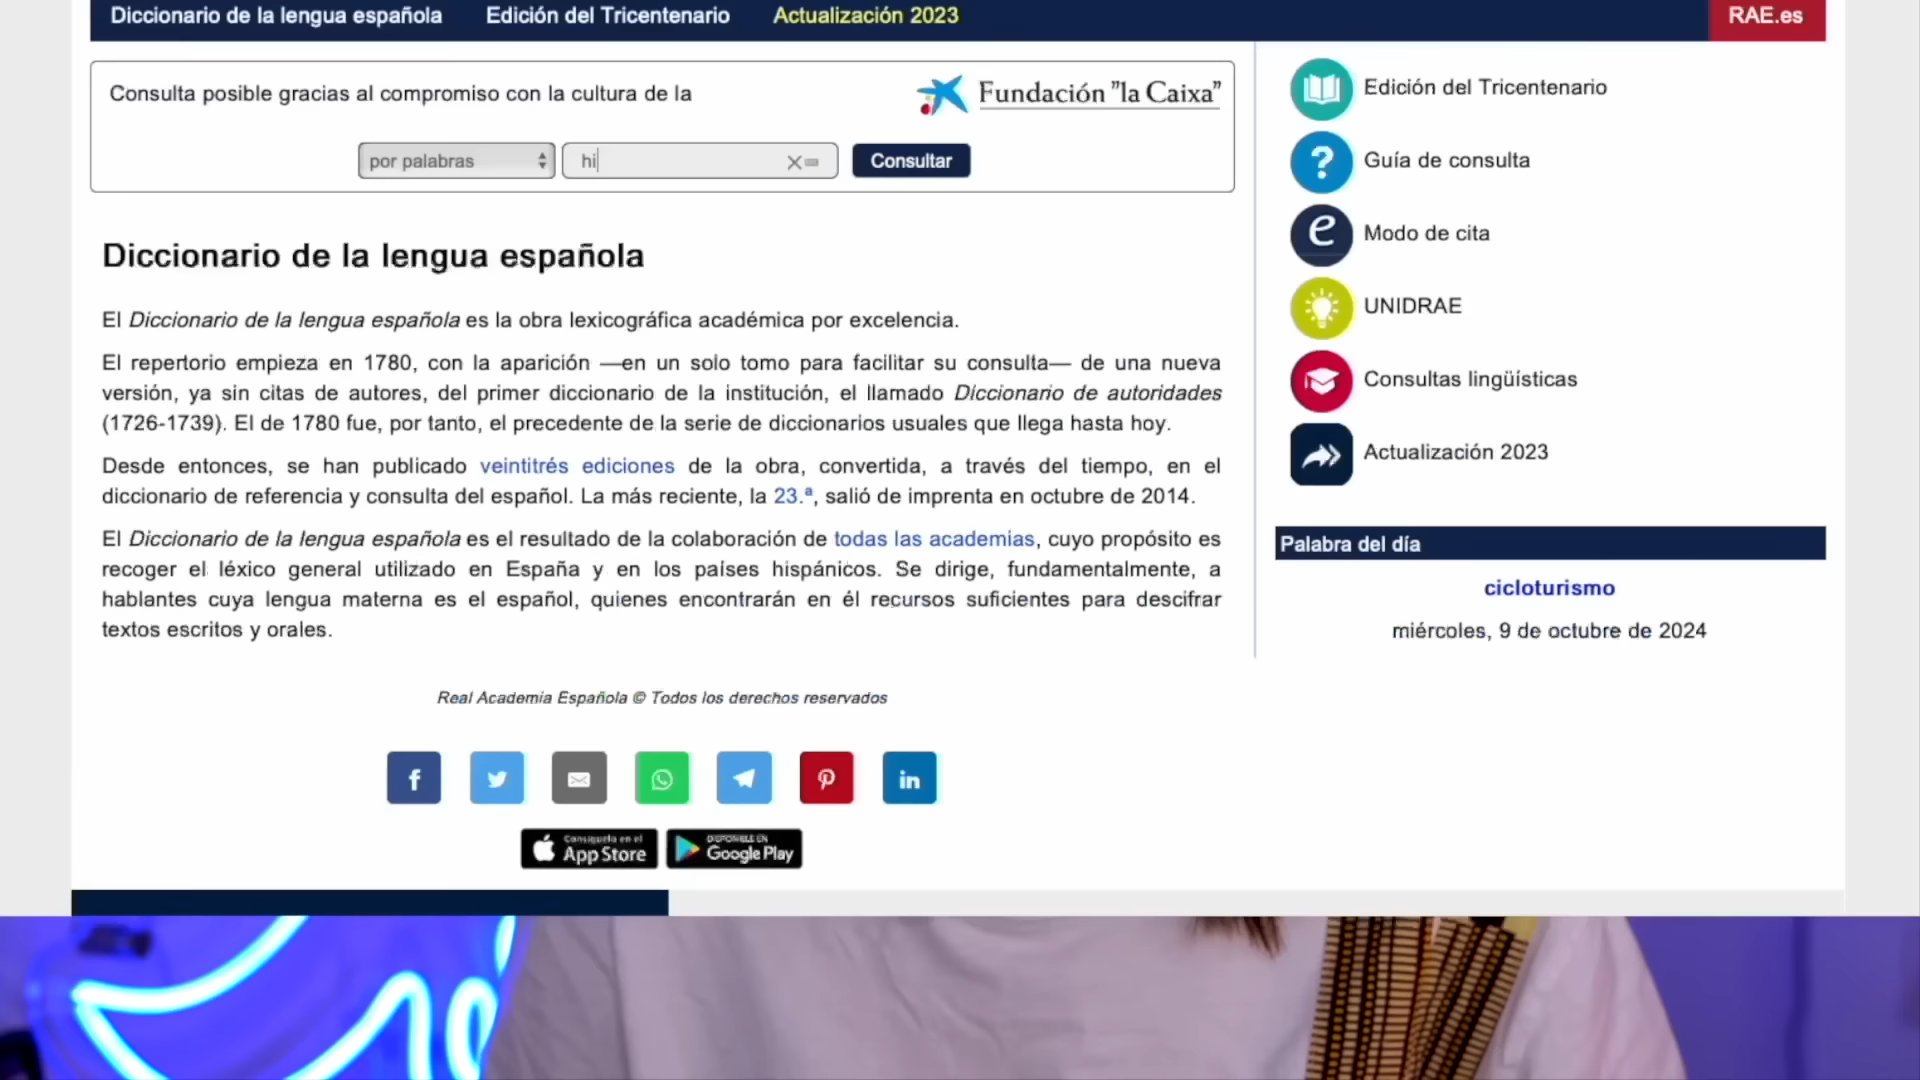 Diccionario de la lengua española Edición del Tricentenario Actualización 2023 RAE.es
Consulta posible gracias al compromiso con la cultura de la
Fundación "la Caixa"
por palabras hi Consultar
Diccionario de la lengua española
El Diccionario de la lengua española es la obra lexicográfica académica por excelencia.
El repertorio empieza en 1780, con la aparición —en un solo tomo para facilitar su consulta— de una nueva
versión, ya sin citas de autores, del primer diccionario de la institución, el llamado Diccionario de autoridades
(1726-1739). El de 1780 fue, por tanto, el precedente de la serie de diccionarios usuales que llega hasta hoy.
Desde entonces, se han publicado veintitrés ediciones de la obra, convertida, a través del tiempo, en el
diccionario de referencia y consulta del español. La más reciente, la 23.ª, salió de imprenta en octubre de 2014.
El Diccionario de la lengua española es el resultado de la colaboración de todas las academias, cuyo propósito es
recoger el léxico general utilizado en España y en los países hispánicos. Se dirige, fundamentalmente, a
hablantes cuya lengua materna es el español, quienes encontrarán en él recursos suficientes para descifrar
textos escritos y orales.
Real Academia Española © Todos los derechos reservados
Consíguelo en el
App Store
DISPONIBLE EN
Google Play
Edición del Tricentenario
Guía de consulta
Modo de cita
UNIDRAE
Consultas lingüísticas
Actualización 2023
Palabra del día
cicloturismo
miércoles, 9 de octubre de 2024